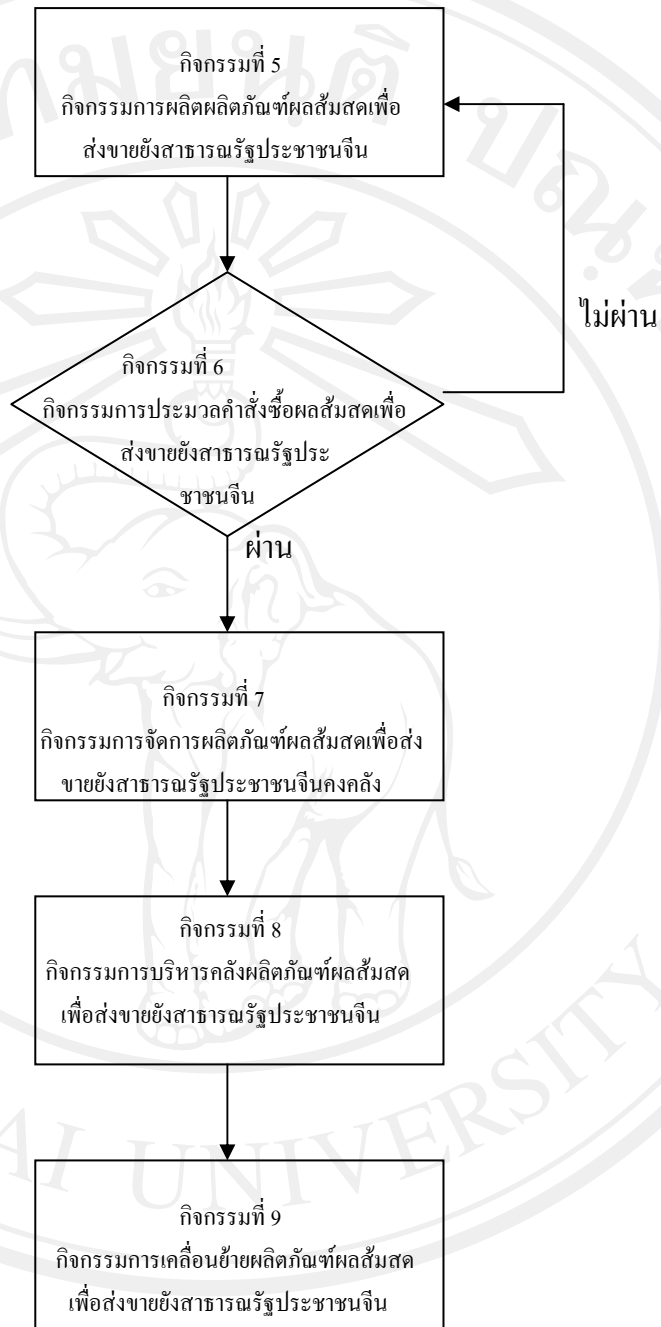 กิจกรรมที่ 5
กิจกรรมการผลิตผลิตภัณฑ์ผลส้มสดเพื่อ
ส่งขายยังสาธารณรัฐประชาชนจีน
ไม่ผ่าน
กิจกรรมที่ 6
กิจกรรมการประมวลคำสั่งซื้อผลส้มสดเพื่อ
ส่งขายยังสาธารณรัฐประ
ชาชนจีน
ผ่าน
กิจกรรมที่ 7
กิจกรรมการจัดการผลิตภัณฑ์ผลส้มสดเพื่อส่ง
ขายยังสาธารณรัฐประชาชนจีนคงคลัง
กิจกรรมที่ 8
กิจกรรมการบริหารคลังผลิตภัณฑ์ผลส้มสด
เพื่อส่งขายยังสาธารณรัฐประชาชนจีน
AI UNIVERSITY
กิจกรรมที่ 9
กิจกรรมการเคลื่อนย้ายผลิตภัณฑ์ผลส้มสด
เพื่อส่งขายยังสาธารณรัฐประชาชนจีน